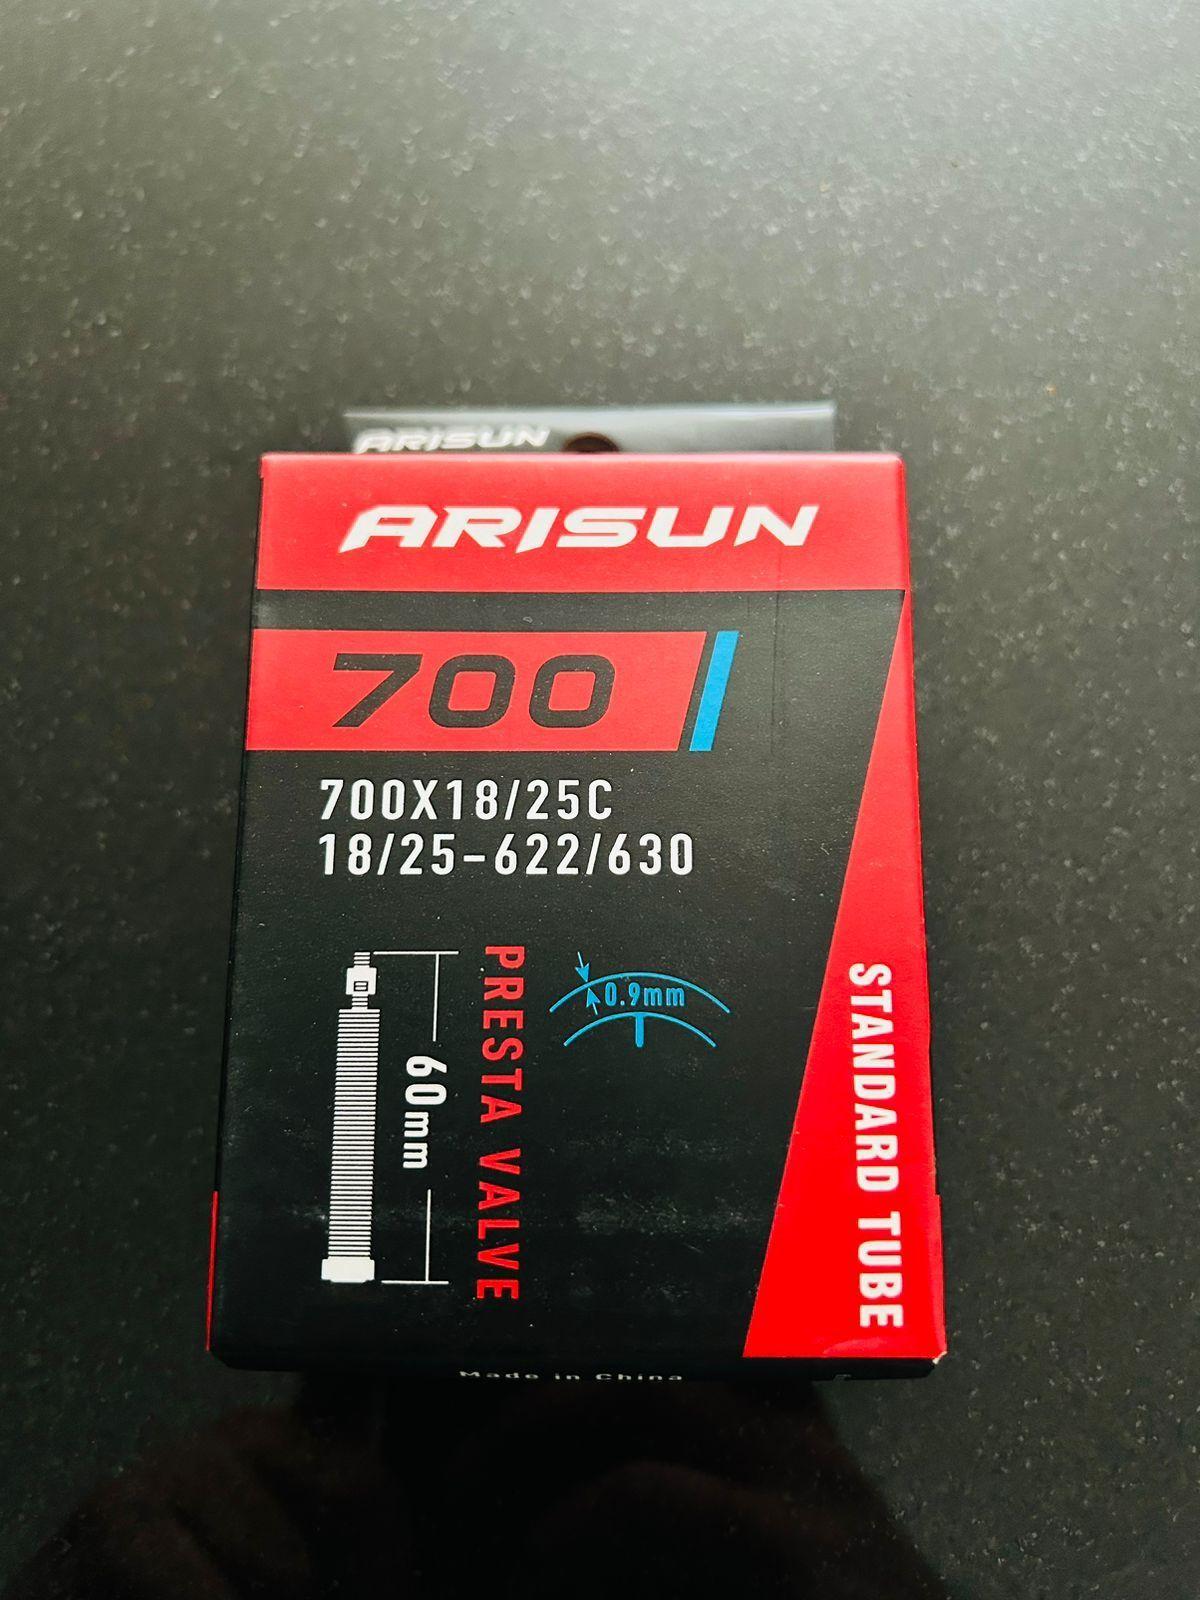 ARISUN
ARISUN
700
700X18/25C
18/25-622/630
PRESTA VALVE
60mm
0.9mm
STANDARD TUBE
Made in China